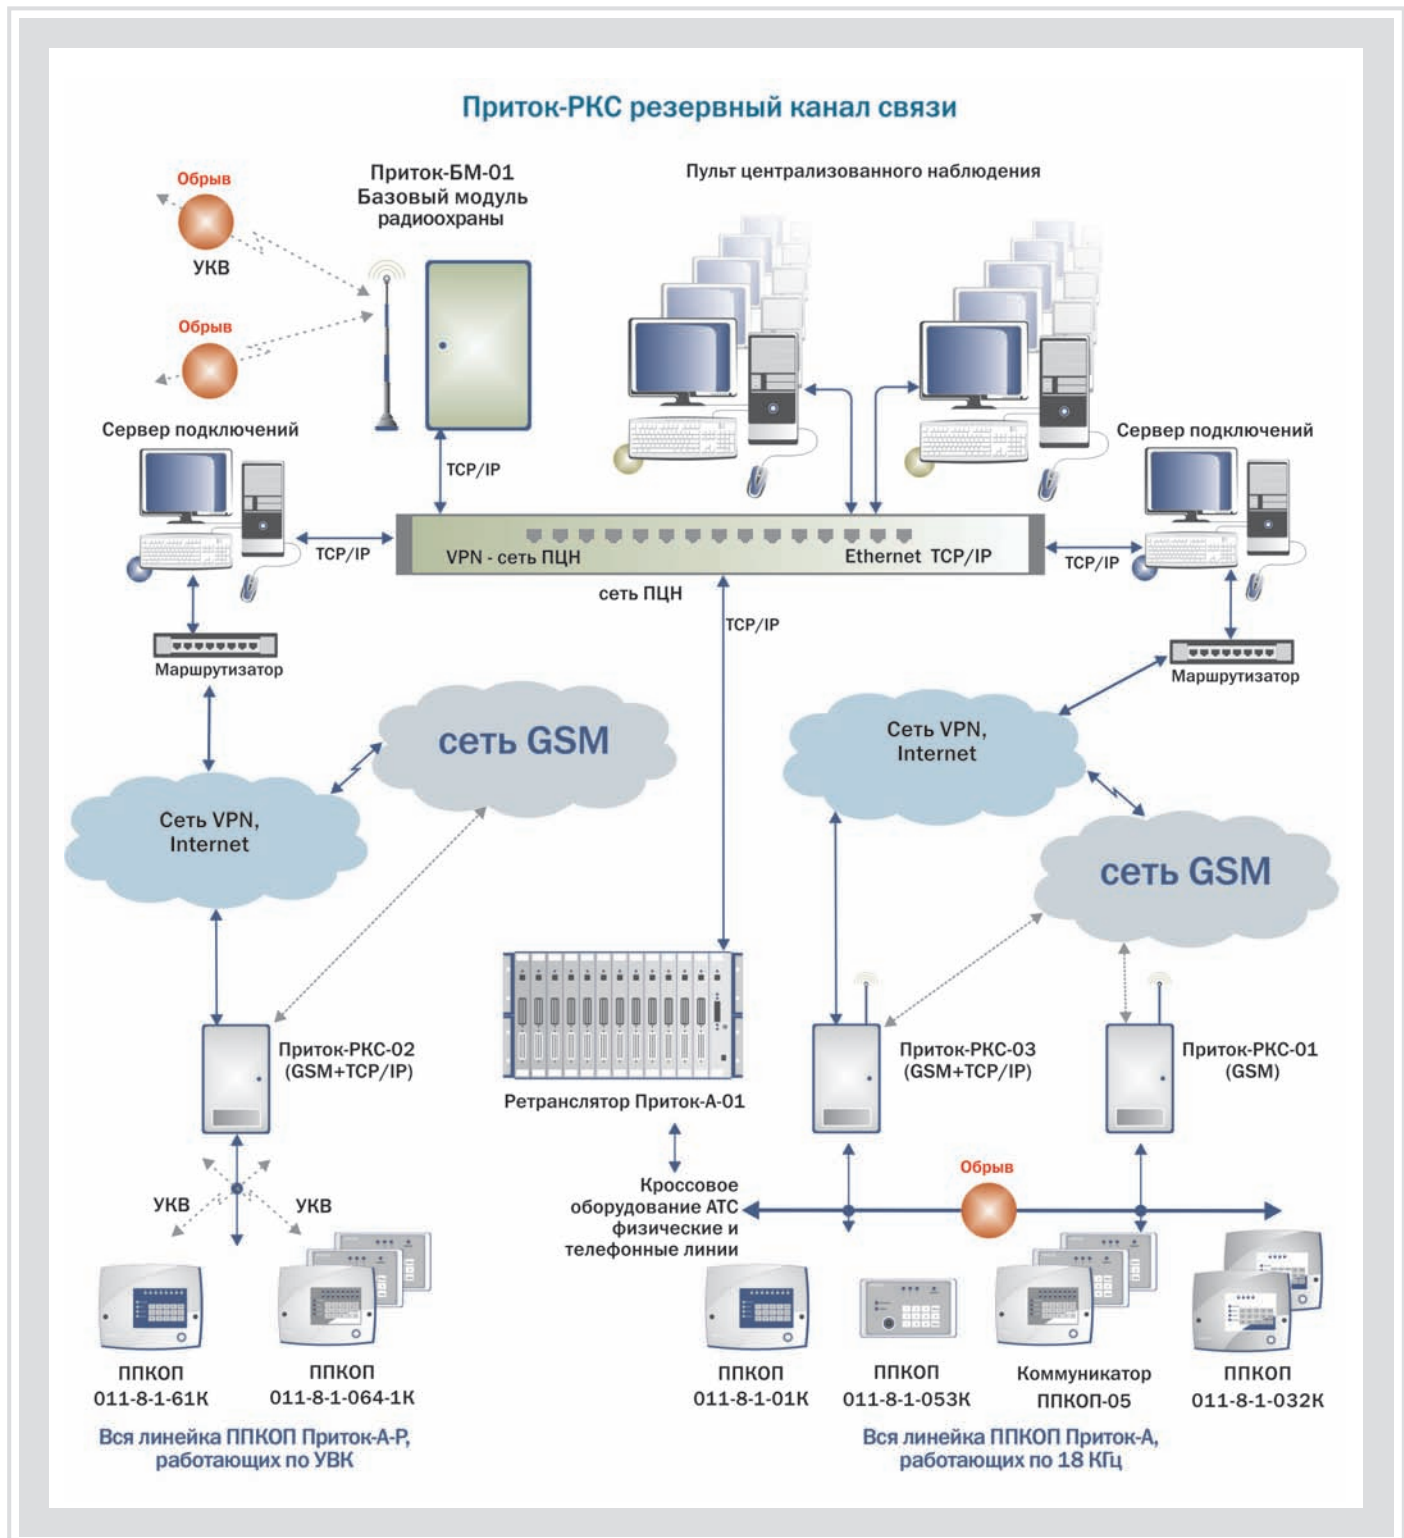 Приток-РКС резервный канал связи
Обрыв
УКВ
Обрыв
Приток-БМ-01
Базовый модуль
радиоохраны
Пульт централизованного наблюдения
Сервер подключений
TCP/IP
Сервер подключений
TCP/IP
VPN - сеть ПЦН
Ethernet TCP/IP
TCP/IP
сеть ПЦН
TCP/IP
Маршрутизатор
Маршрутизатор
сеть GSM
Сеть VPN,
Internet
Сеть VPN,
Internet
сеть GSM
Приток-РКС-02
(GSM+TCP/IP)
Ретранслятор Приток-А-01
Приток-РКС-03
(GSM+TCP/IP)
Приток-РКС-01
(GSM)
УКВ
УКВ
Кроссовое
оборудование АТС
физические и
телефонные линии
Обрыв
ППКОП
011-8-1-61К
ППКОП
011-8-1-064-1К
ППКОП
011-8-1-01К
ППКОП
011-8-1-053К
Коммуникатор
ППКОП-05
ППКОП
011-8-1-032К
Вся линейка ППКОП Приток-А-Р,
работающих по УВК
Вся линейка ППКОП Приток-А,
работающих по 18 КГц